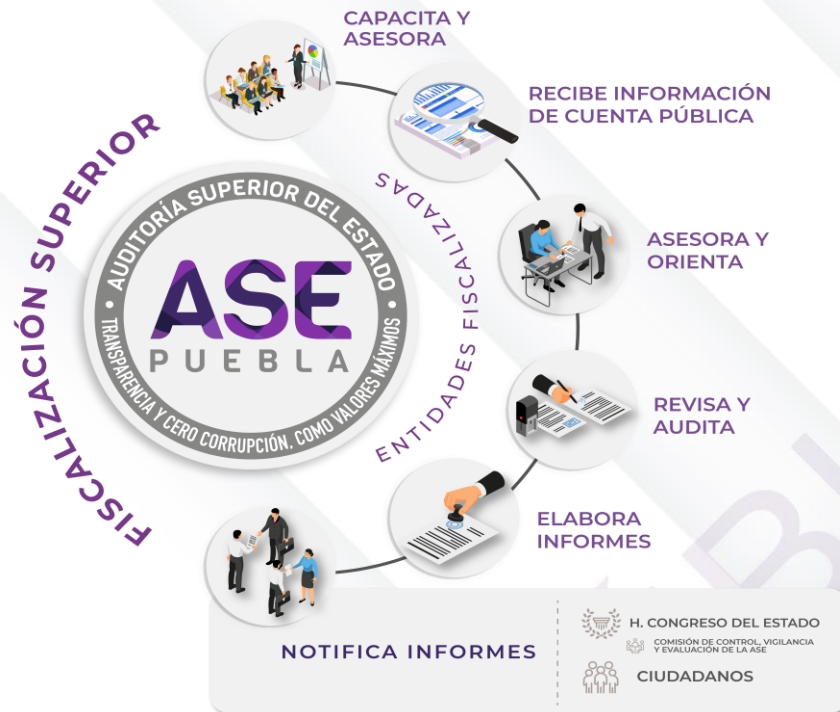 CAPACITA Y
ASESORA
RECIBE INFORMACIÓN
DE CUENTA PÚBLICA
ASESORA Y
ORIENTA
REVISA Y
AUDITA
ELABORA
INFORMES
FISCALIZACIÓN SUPERIOR
AUDITORÍA SUPERIOR DEL ESTADO
ASE
PUEBLA
TRANSPARENCIA Y CERO CORRUPCIÓN, COMO VALORES MÁXIMOS
ENTIDADES FISCALIZADAS
NOTIFICA INFORMES
H. CONGRESO DEL ESTADO
COMISIÓN DE CONTROL, VIGILANCIA
Y EVALUACIÓN DE LA ASE
CIUDADANOS